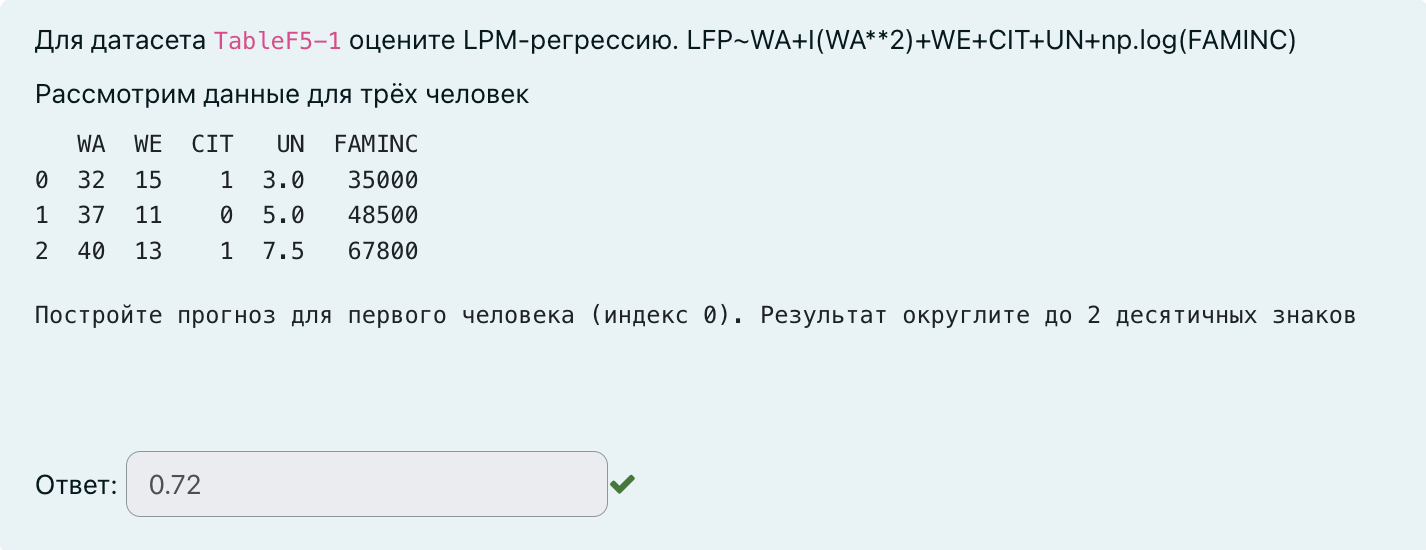 Для датасета TableF5-1 оцените LPM-регрессию. LFP~WA+I(WA**2)+WE+CIT+UN+np.log(FAMINC)
Рассмотрим данные для трёх человек
WA WE CIT UN FAMINC
0 32 15 1 3.0 35000
1 37 11 0 5.0 48500
2 40 13 1 7.5 67800
Постройте прогноз для первого человека (индекс 0). Результат округлите до 2 десятичных знаков
Ответ: 0.72